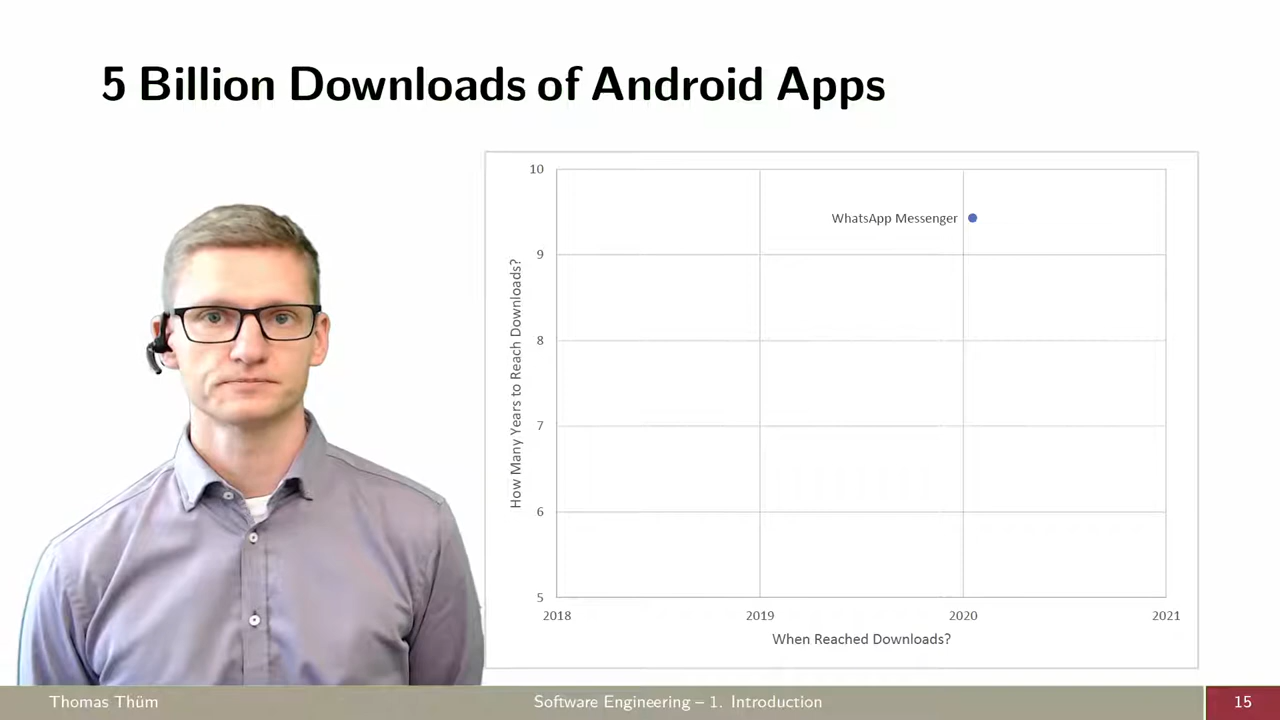 5 Billion Downloads of Android Apps
How Many Years to Reach Downloads?
10
WhatsApp Messenger
9
8
7
6
5
2018 2019 2020 2021
When Reached Downloads?
Thomas Thüm Software Engineering – 1. Introduction 15